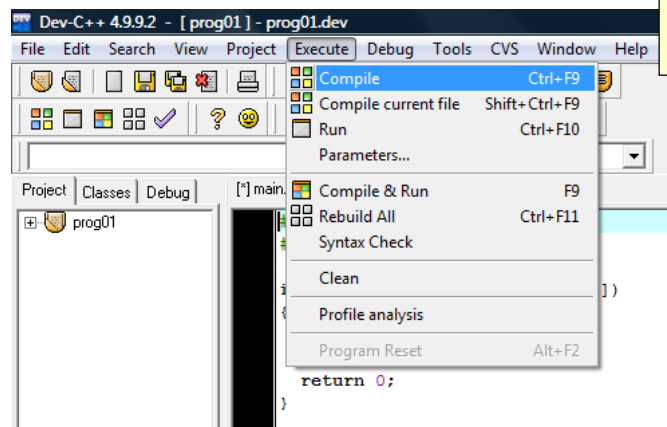 Dev-C++ 4.9.9.2 - [ prog01 ] - prog01.dev
File Edit Search View Project Execute Debug Tools CVS Window Help
Compile Ctrl+F9
Compile current file Shift+Ctrl+F9
Run Ctrl+F10
Parameters...
Project Classes Debug [*] main.
Compile & Run F9
prog01
Rebuild All Ctrl+F11
Syntax Check
Clean
])
Profile analysis
Program Reset Alt+F2
return 0;
}